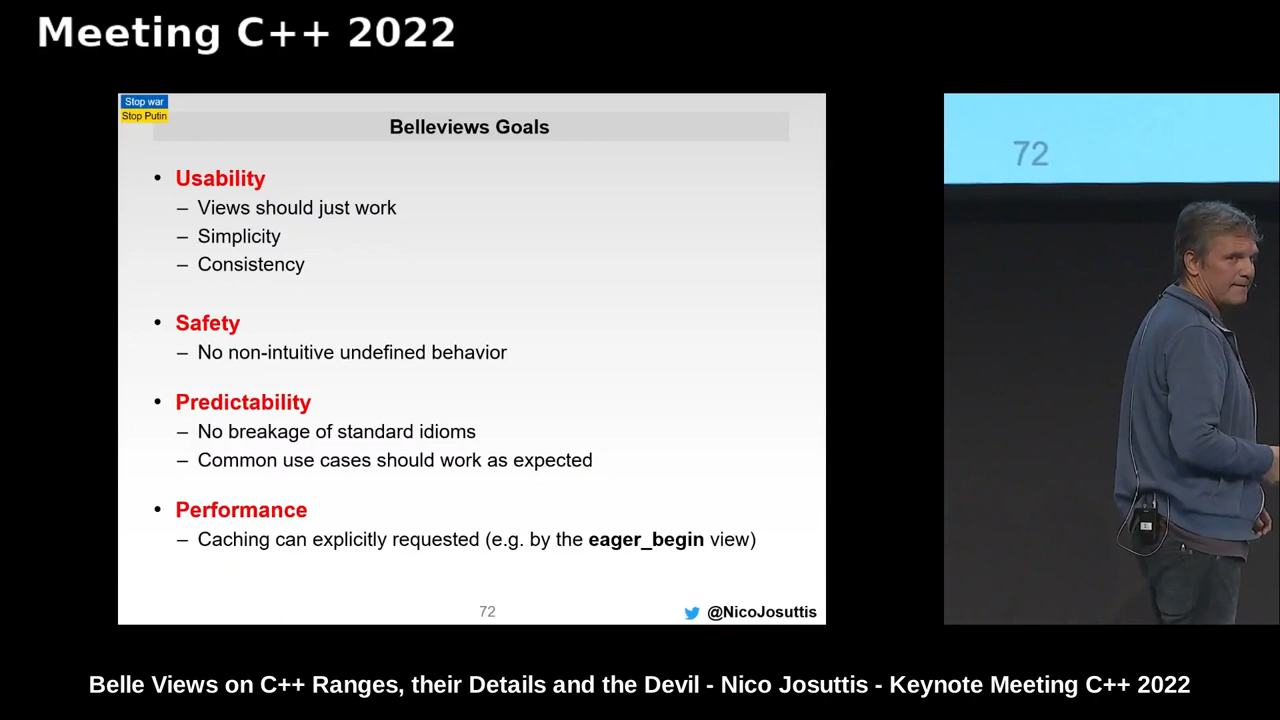 Meeting C++ 2022
Stop war
Stop Putin
Belleviews Goals
• Usability
– Views should just work
– Simplicity
– Consistency
• Safety
– No non-intuitive undefined behavior
• Predictability
– No breakage of standard idioms
– Common use cases should work as expected
• Performance
– Caching can explicitly requested (e.g. by the eager_begin view)
72
@NicoJosuttis
72
Belle Views on C++ Ranges, their Details and the Devil - Nico Josuttis - Keynote Meeting C++ 2022